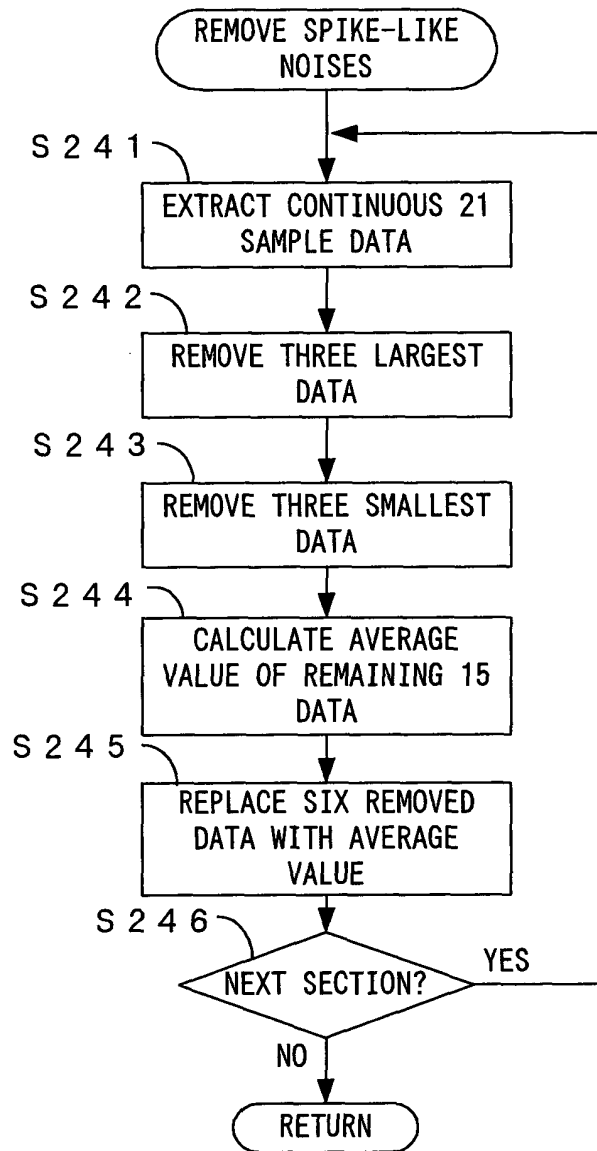 REMOVE SPIKE-LIKE
NOISES
S241
EXTRACT CONTINUOUS 21
SAMPLE DATA
S242
REMOVE THREE LARGEST
DATA
S243
REMOVE THREE SMALLEST
DATA
S244
CALCULATE AVERAGE
VALUE OF REMAINING 15
DATA
S245
REPLACE SIX REMOVED
DATA WITH AVERAGE
VALUE
S246
NEXT SECTION?
YES
NO
RETURN